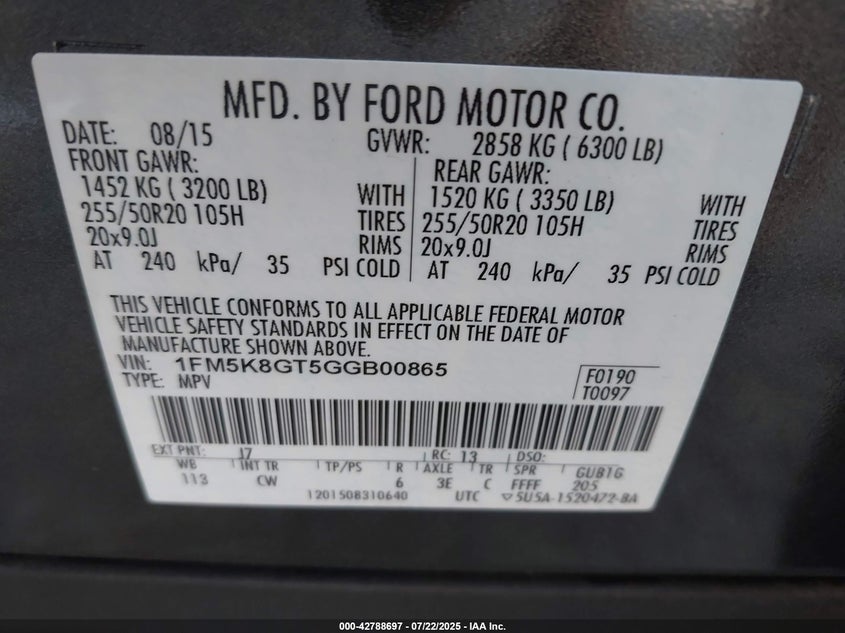 MFD. BY FORD MOTOR CO.
DATE: 08/15 GVWR: 2858 KG ( 6300 LB)
FRONT GAWR: REAR GAWR:
1452 KG ( 3200 LB) WITH 1520 KG ( 3350 LB) WITH
255/50R20 105H TIRES 255/50R20 105H TIRES
20x9.0J RIMS 20x9.0J RIMS
AT 240 kPa/ 35 PSI COLD AT 240 kPa/ 35 PSI COLD
THIS VEHICLE CONFORMS TO ALL APPLICABLE FEDERAL MOTOR
VEHICLE SAFETY STANDARDS IN EFFECT ON THE DATE OF
MANUFACTURE SHOWN ABOVE.
VIN: 1FM5K8GT5GGB00865 F0190
TYPE: MPV T0097
EXT PNT: J7 RC: 13 DSO:
WB INT TR TP/PS R AXLE TR SPR GUB1G
113 CW 6 3E C FFFF 205
1201508310640 UTC ▽5U5A-1520472-BA
000-42788697 / 07/22/2025 - IAA Inc.